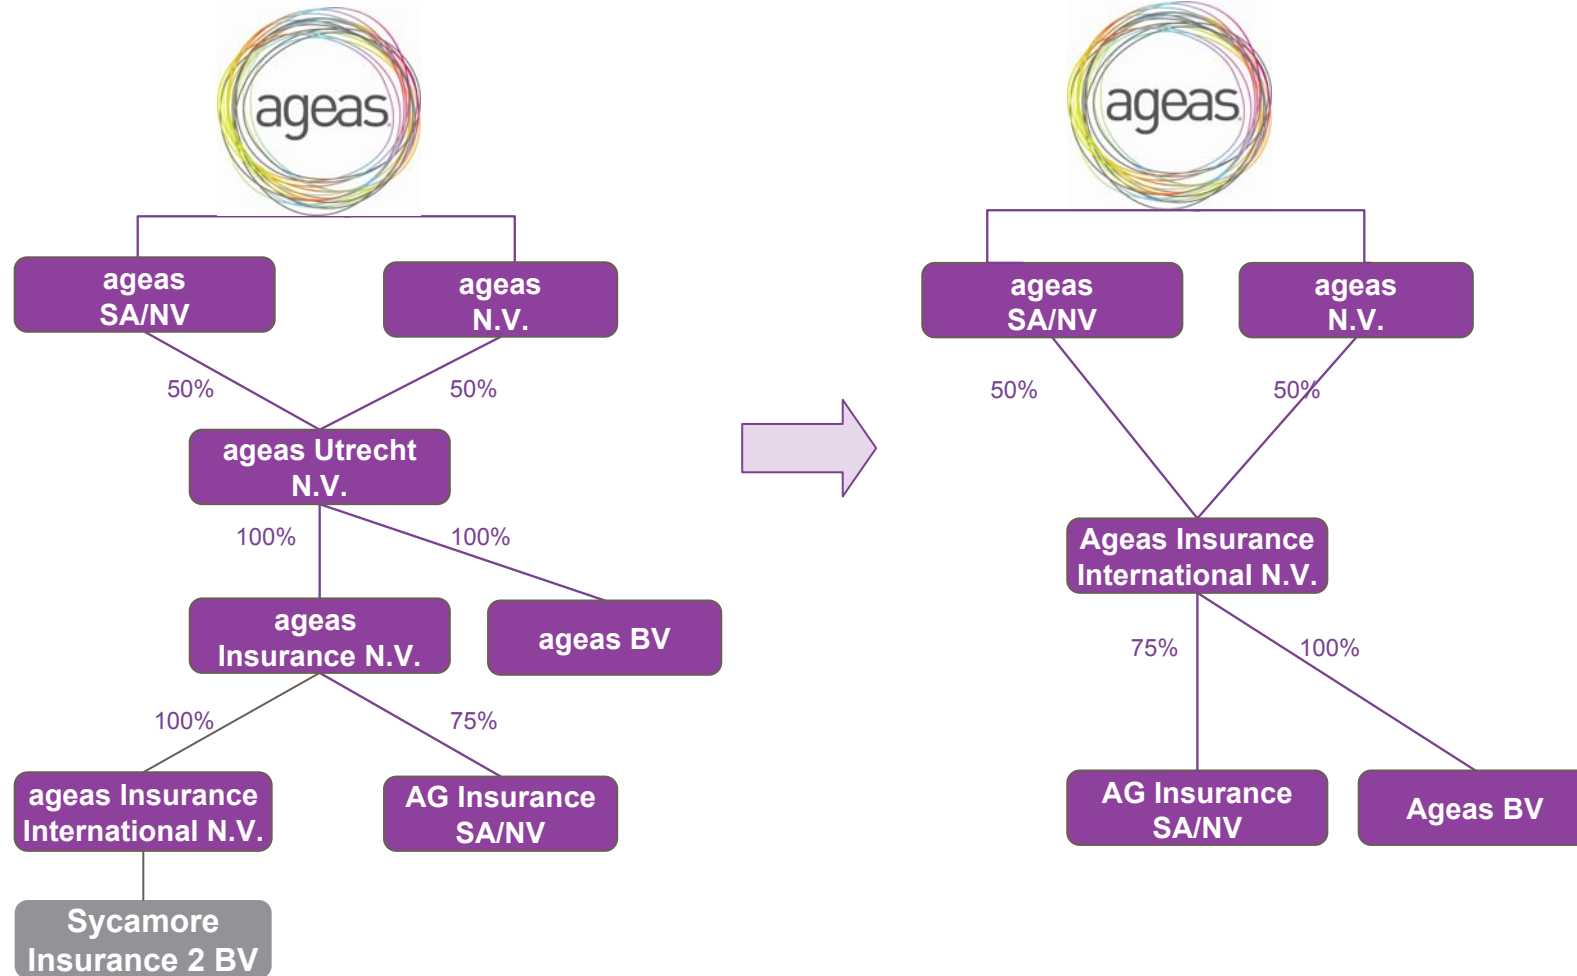 ageas
ageas
ageas
SA/NV
ageas
N.V.
ageas
SA/NV
ageas
N.V.
50%
50%
50%
50%
ageas Utrecht
N.V.
100%
100%
Ageas Insurance
International N.V.
ageas
Insurance N.V.
ageas BV
75%
100%
100%
75%
ageas Insurance
International N.V.
AG Insurance
SA/NV
AG Insurance
SA/NV
Ageas BV
Sycamore
Insurance 2 BV